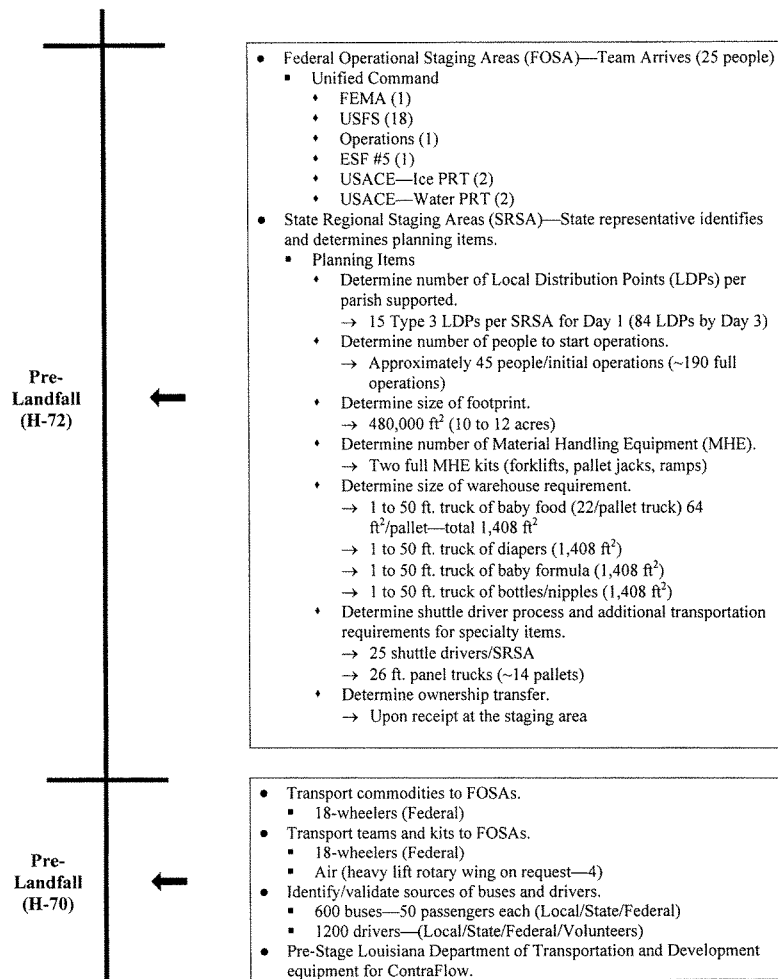 Pre-
Landfall
(H-72)
● Federal Operational Staging Areas (FOSA)—Team Arrives (25 people)
▪ Unified Command
♦ FEMA (1)
♦ USFS (18)
♦ Operations (1)
♦ ESF #5 (1)
♦ USACE—Ice PRT (2)
♦ USACE—Water PRT (2)
● State Regional Staging Areas (SRSA)—State representative identifies
and determines planning items.
▪ Planning Items
♦ Determine number of Local Distribution Points (LDPs) per
parish supported.
→ 15 Type 3 LDPs per SRSA for Day 1 (84 LDPs by Day 3)
♦ Determine number of people to start operations.
→ Approximately 45 people/initial operations (~190 full
operations)
♦ Determine size of footprint.
→ 480,000 ft² (10 to 12 acres)
♦ Determine number of Material Handling Equipment (MHE).
→ Two full MHE kits (forklifts, pallet jacks, ramps)
♦ Determine size of warehouse requirement.
→ 1 to 50 ft. truck of baby food (22/pallet truck) 64
ft²/pallet—total 1,408 ft²
→ 1 to 50 ft. truck of diapers (1,408 ft²)
→ 1 to 50 ft. truck of baby formula (1,408 ft²)
→ 1 to 50 ft. truck of bottles/nipples (1,408 ft²)
♦ Determine shuttle driver process and additional transportation
requirements for specialty items.
→ 25 shuttle drivers/SRSA
→ 26 ft. panel trucks (~14 pallets)
♦ Determine ownership transfer.
→ Upon receipt at the staging area
Pre-
Landfall
(H-70)
● Transport commodities to FOSAs.
▪ 18-wheelers (Federal)
● Transport teams and kits to FOSAs.
▪ 18-wheelers (Federal)
▪ Air (heavy lift rotary wing on request—4)
● Identify/validate sources of buses and drivers.
▪ 600 buses—50 passengers each (Local/State/Federal)
▪ 1200 drivers—(Local/State/Federal/Volunteers)
● Pre-Stage Louisiana Department of Transportation and Development
equipment for ContraFlow.